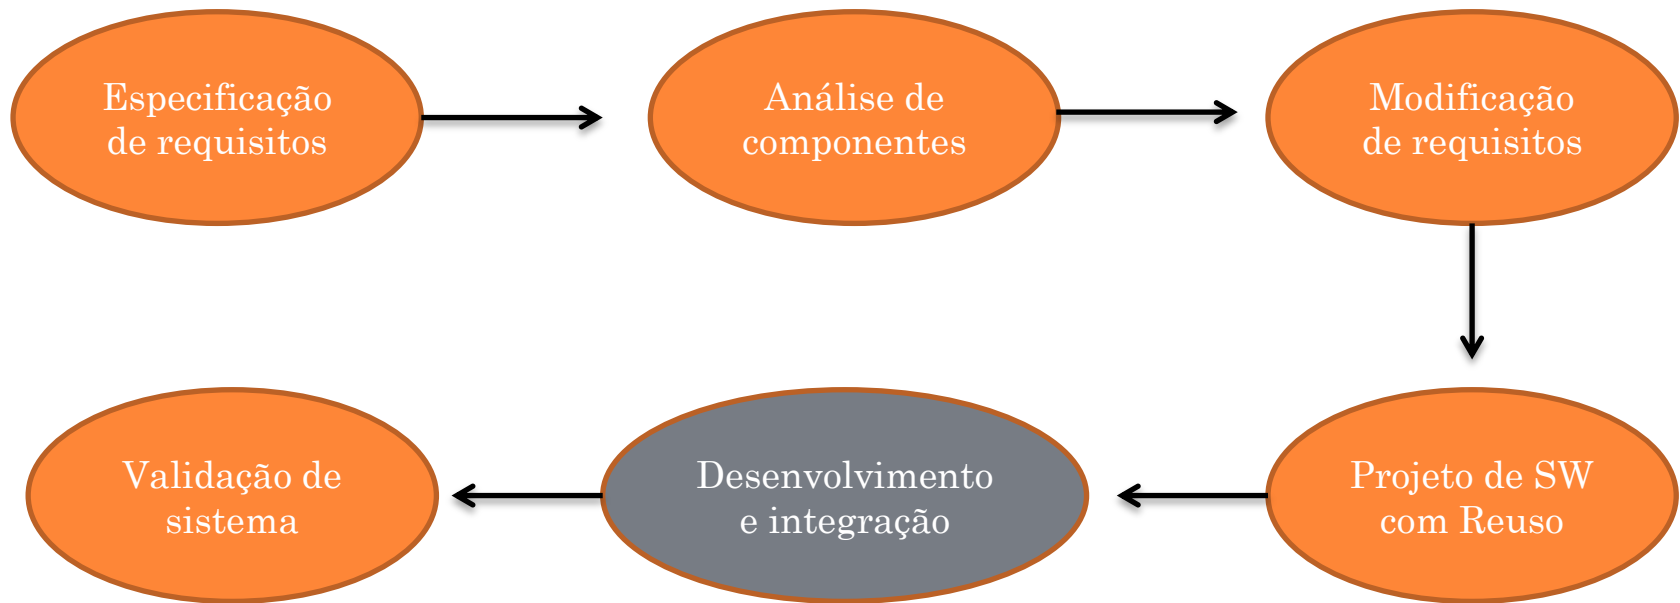 Especificação
de requisitos
Análise de
componentes
Modificação
de requisitos
Projeto de SW
com Reuso
Desenvolvimento
e integração
Validação de
sistema